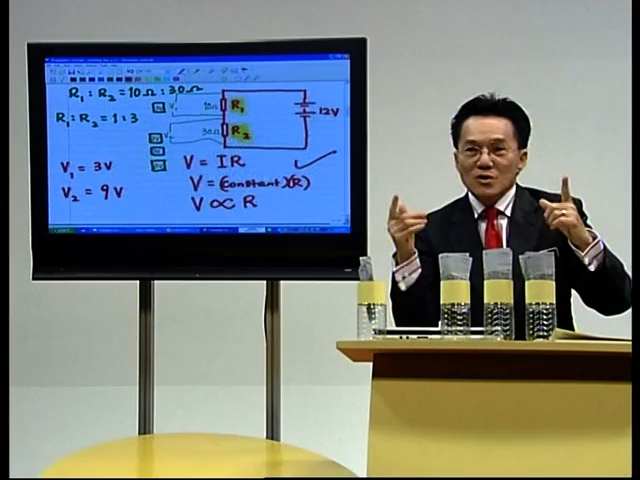 R₁ : R₂ = 10Ω : 30Ω
R₁ : R₂ = 1 : 3
10Ω R₁
12V
30Ω R₂
V₁ = 3V
V₂ = 9V
V = IR
V = (constant)(R)
V ∝ R